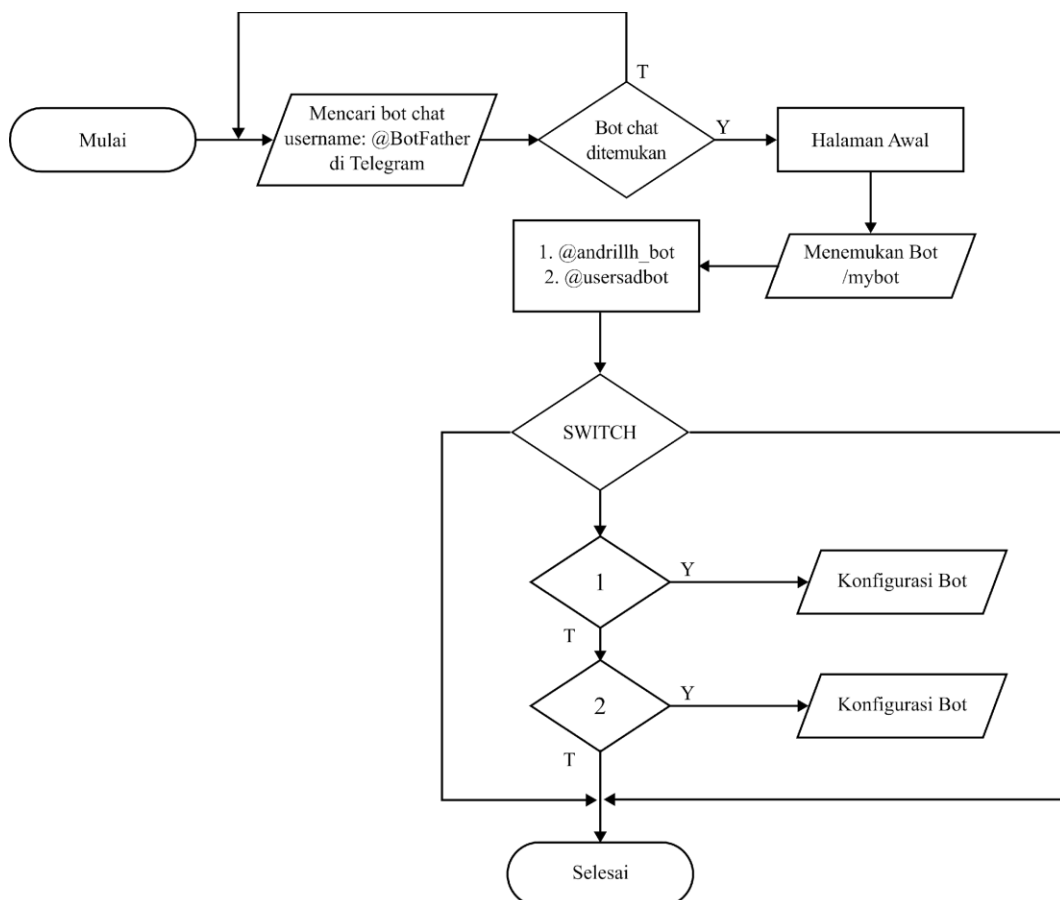 Mulai
Mencari bot chat
username: @BotFather
di Telegram
T
Bot chat
ditemukan
Y
Halaman Awal
1. @andrillh_bot
2. @usersadbot
Menemukan Bot
/mybot
SWITCH
1
Y
Konfigurasi Bot
T
2
Y
Konfigurasi Bot
T
Selesai